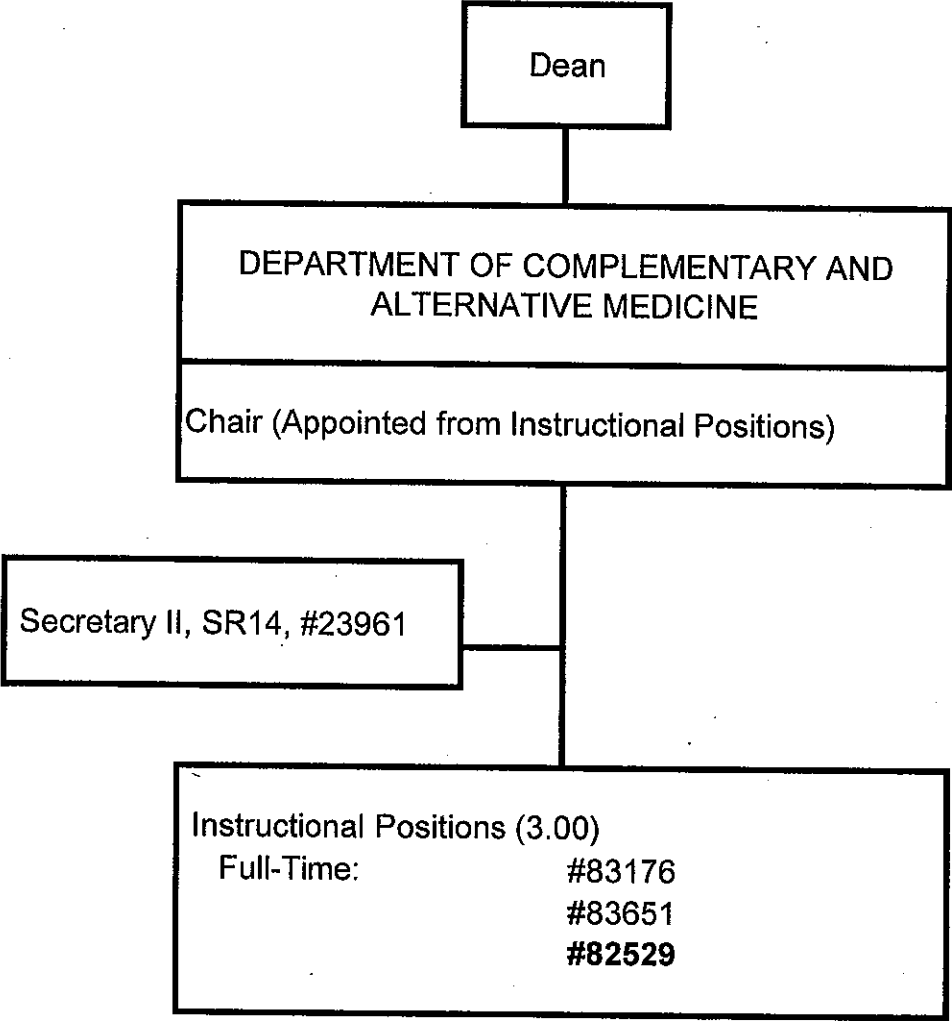 Dean
DEPARTMENT OF COMPLEMENTARY AND
ALTERNATIVE MEDICINE
Chair (Appointed from Instructional Positions)
Secretary II, SR14, #23961
Instructional Positions (3.00)
Full-Time: #83176
#83651
#82529